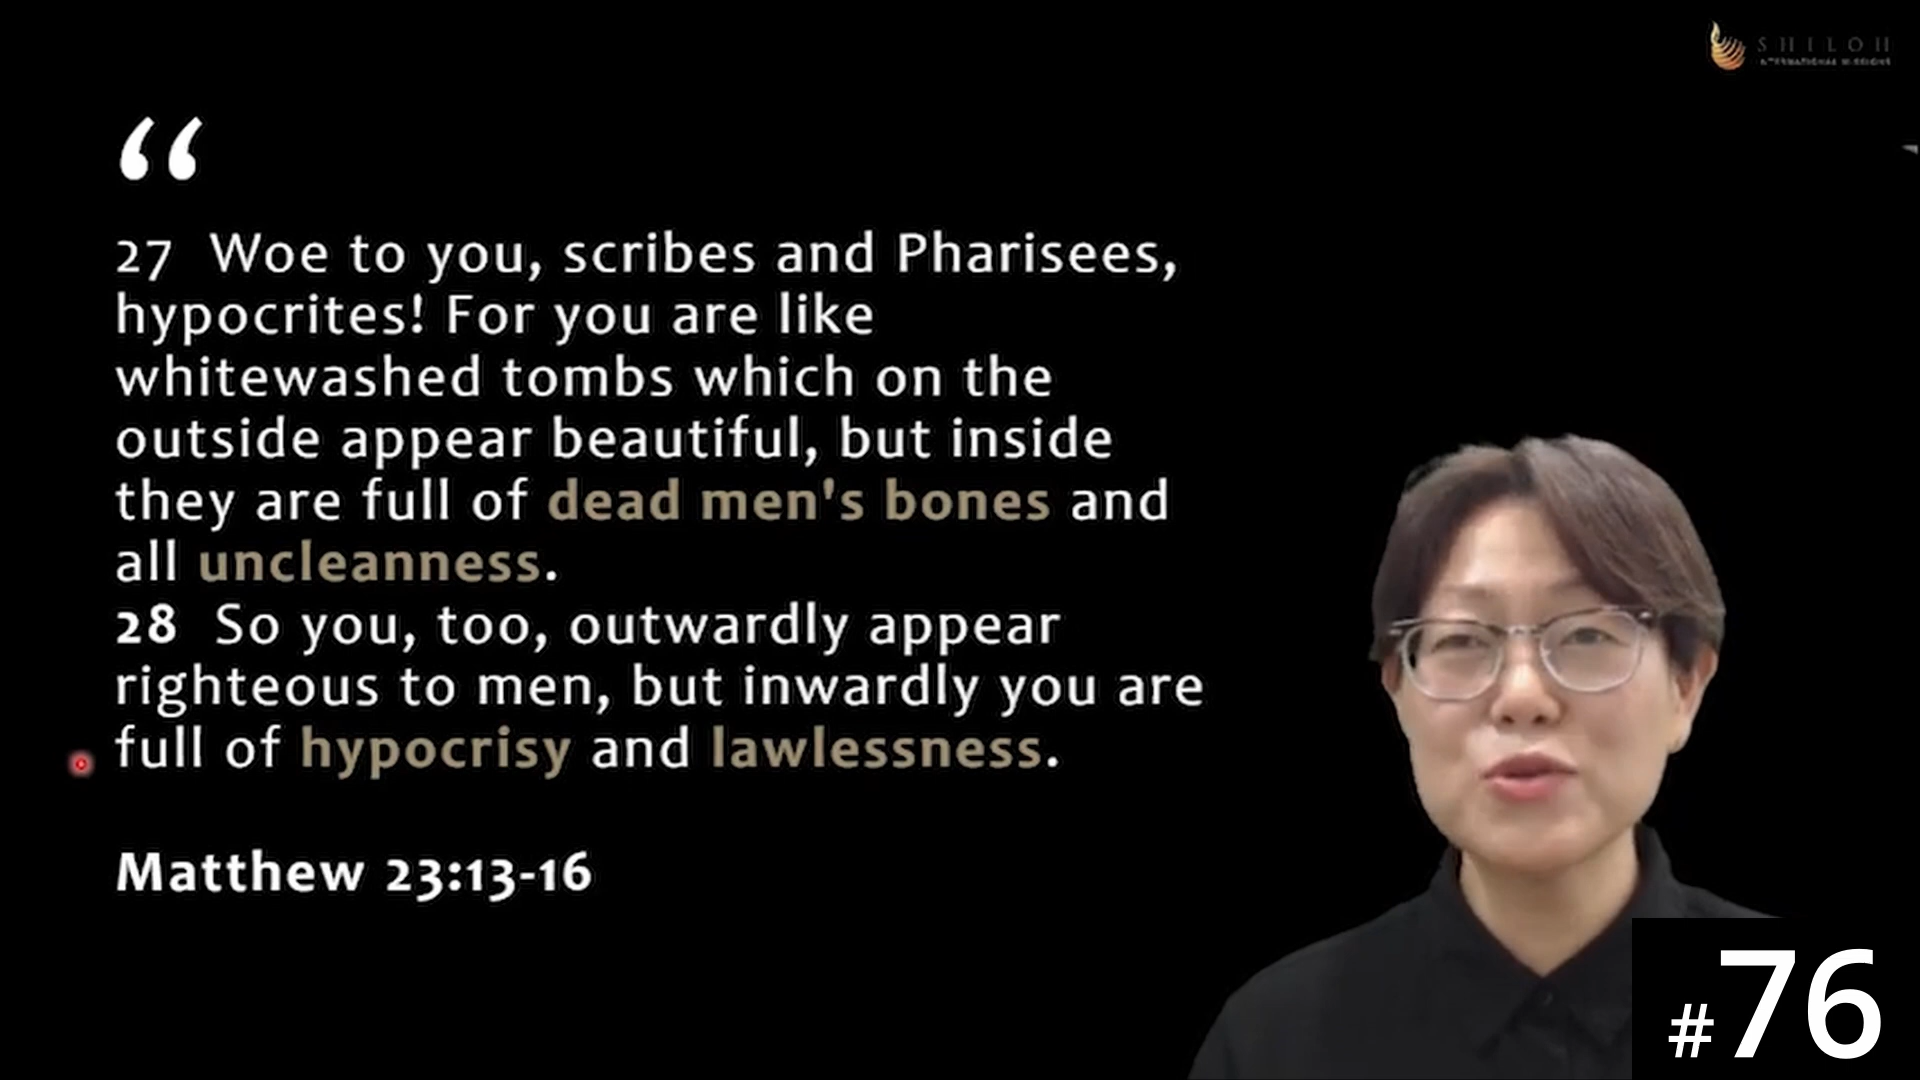 SHILOH
INTERNATIONAL MISSIONS
“
27 Woe to you, scribes and Pharisees,
hypocrites! For you are like
whitewashed tombs which on the
outside appear beautiful, but inside
they are full of dead men's bones and
all uncleanness.
28 So you, too, outwardly appear
righteous to men, but inwardly you are
full of hypocrisy and lawlessness.
Matthew 23:13-16
#76